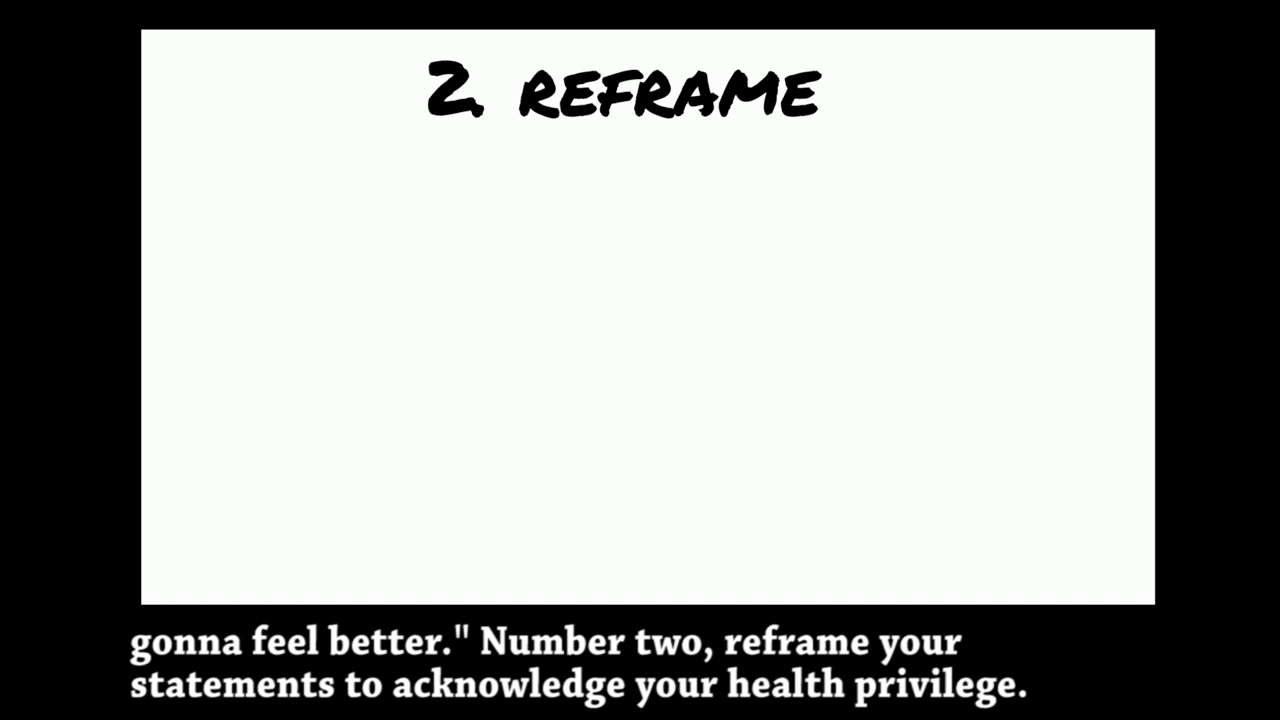 2. REFRAME
gonna feel better." Number two, reframe your
statements to acknowledge your health privilege.